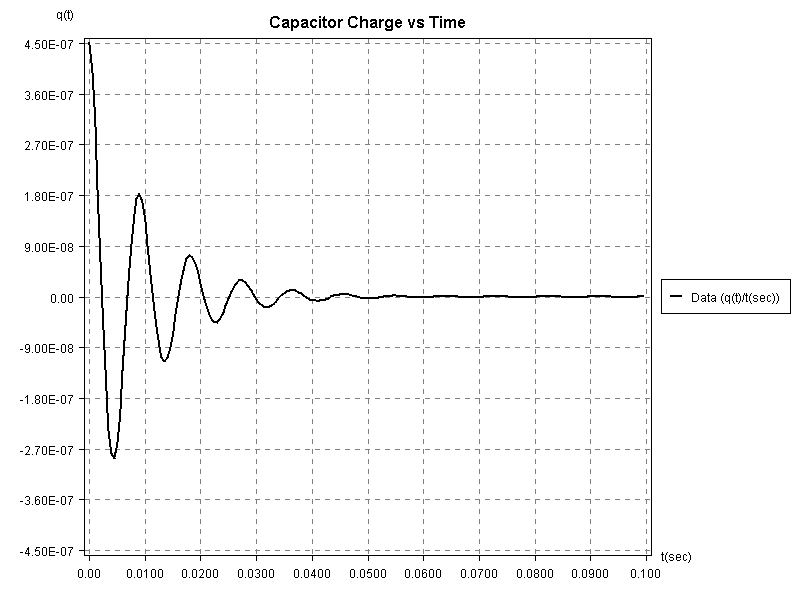 q(t)
Capacitor Charge vs Time
4.50E-07
3.60E-07
2.70E-07
1.80E-07
9.00E-08
0.00
-9.00E-08
-1.80E-07
-2.70E-07
-3.60E-07
-4.50E-07
Data (q(t)/t(sec))
t(sec)
0.00 0.0100 0.0200 0.0300 0.0400 0.0500 0.0600 0.0700 0.0800 0.0900 0.100